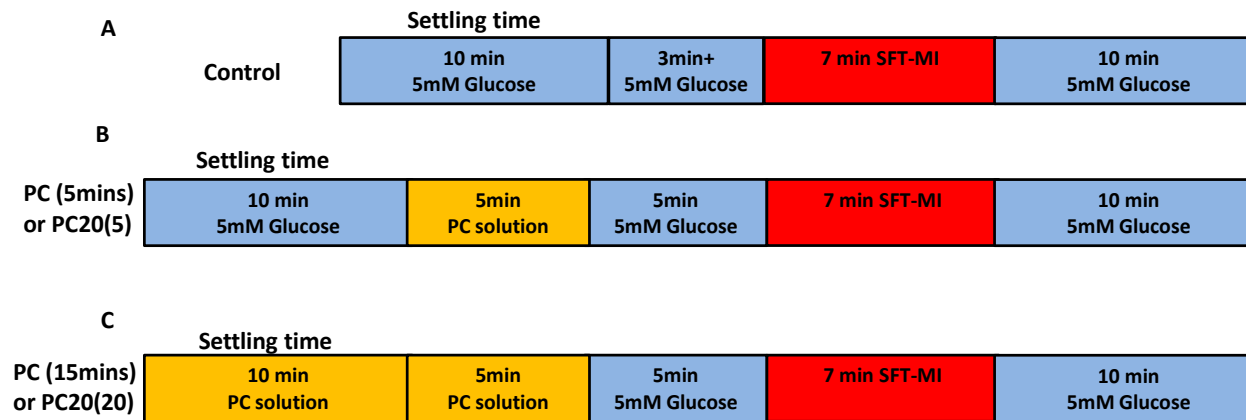 A
Settling time
Control
10 min
5mM Glucose
3min+
5mM Glucose
7 min SFT-MI
10 min
5mM Glucose
B
Settling time
PC (5mins)
or PC20(5)
10 min
5mM Glucose
5min
PC solution
5min
5mM Glucose
7 min SFT-MI
10 min
5mM Glucose
C
Settling time
PC (15mins)
or PC20(20)
10 min
PC solution
5min
PC solution
5min
5mM Glucose
7 min SFT-MI
10 min
5mM Glucose